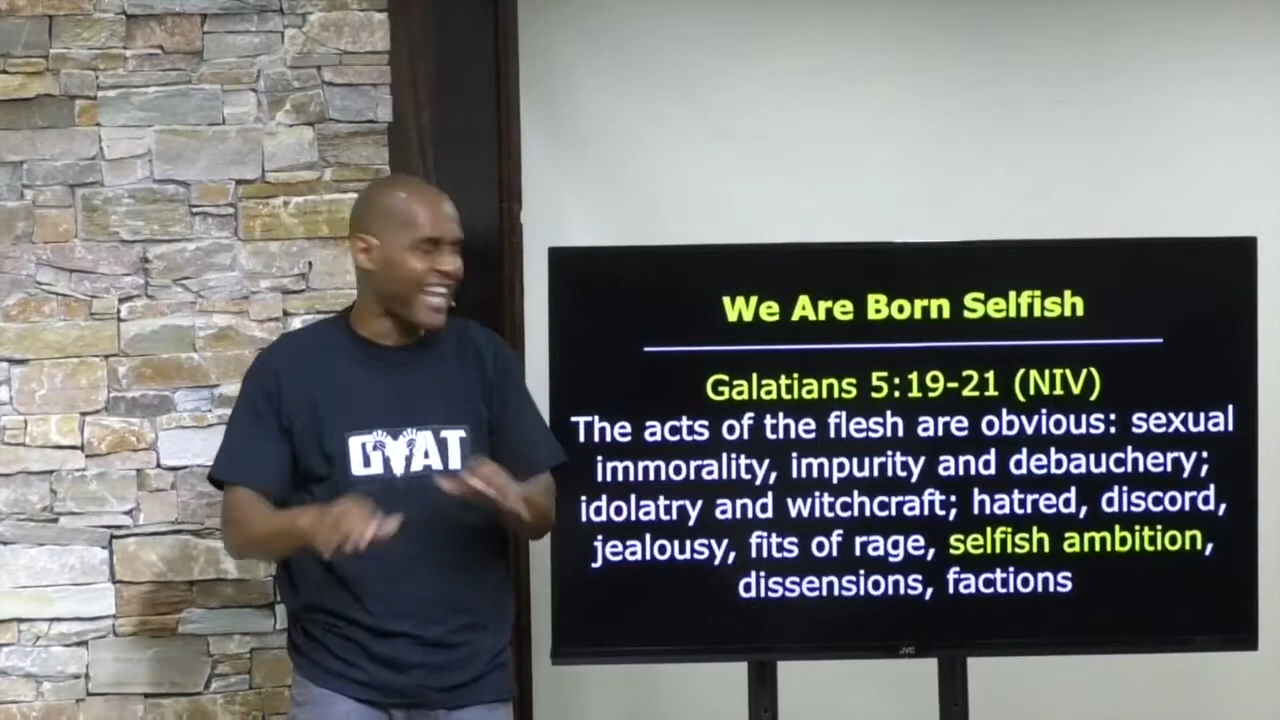 We Are Born Selfish
Galatians 5:19-21 (NIV)
The acts of the flesh are obvious: sexual
immorality, impurity and debauchery;
idolatry and witchcraft; hatred, discord,
jealousy, fits of rage, selfish ambition,
dissensions, factions
JVC